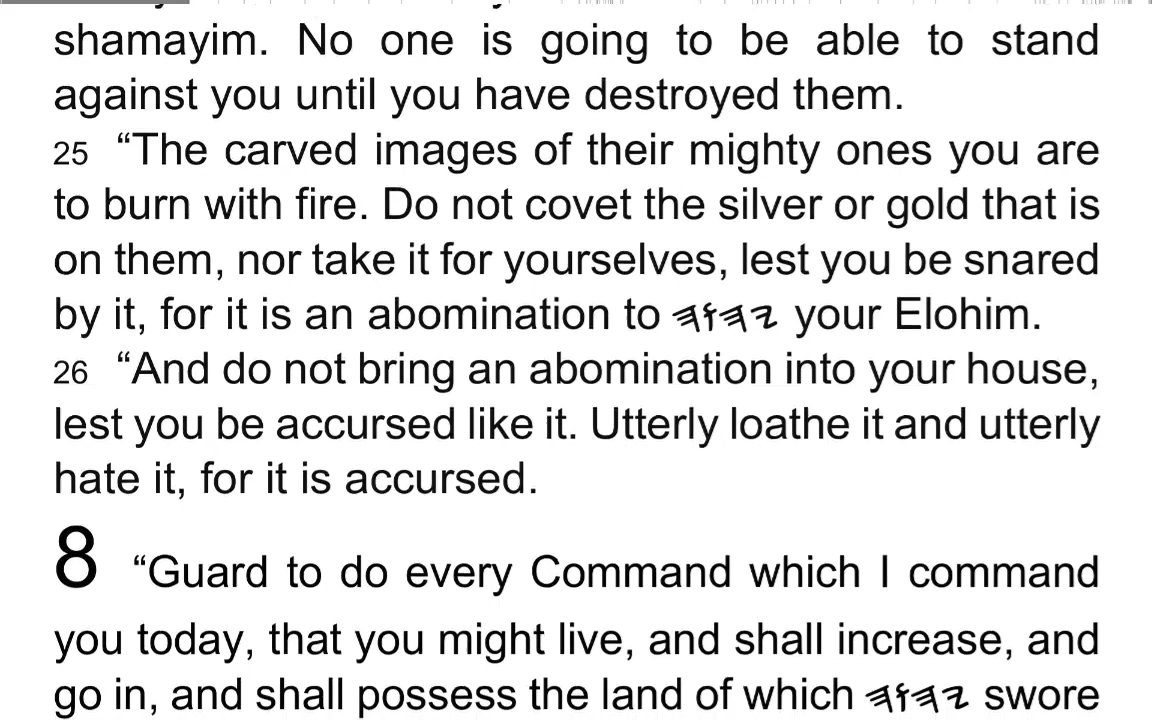 shamayim. No one is going to be able to stand
against you until you have destroyed them.
25 “The carved images of their mighty ones you are
to burn with fire. Do not covet the silver or gold that is
on them, nor take it for yourselves, lest you be snared
by it, for it is an abomination to 𐤉𐤄𐤅𐤄 your Elohim.
26 “And do not bring an abomination into your house,
lest you be accursed like it. Utterly loathe it and utterly
hate it, for it is accursed.
8 “Guard to do every Command which I command
you today, that you might live, and shall increase, and
go in, and shall possess the land of which 𐤉𐤄𐤅𐤄 swore